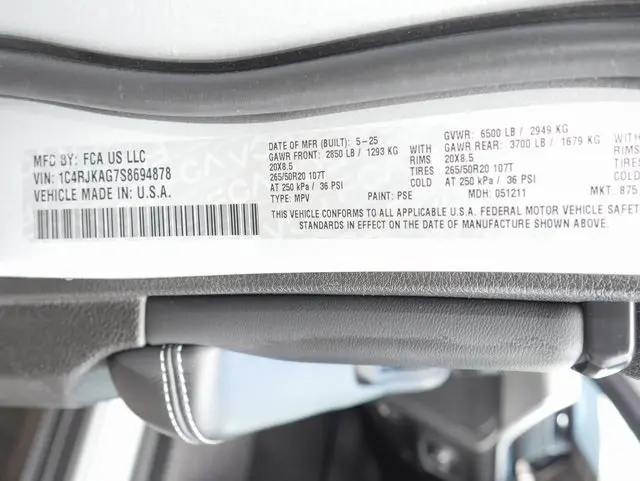 MFC BY: FCA US LLC
VIN: 1C4RJKAG7S8694878
VEHICLE MADE IN U.S.A.
DATE OF MFR (BUILT): 5-25
GAWR FRONT: 2850 LB / 1293 KG WITH
20X8.5 RIMS
265/50R20 107T TIRES
AT 250 kPa / 36 PSI COLD
TYPE: MPV PAINT: PSE
GVWR: 6500 LB / 2949 KG
GAWR REAR: 3700 LB / 1679 KG WITH
20X8.5 RIMS
265/50R20 107T TIRES
AT 250 kPa / 36 PSI COLD
MDH: 051211 MKT: 875
THIS VEHICLE CONFORMS TO ALL APPLICABLE U.S.A. FEDERAL MOTOR VEHICLE SAFET
STANDARDS IN EFFECT ON THE DATE OF MANUFACTURE SHOWN ABOVE.